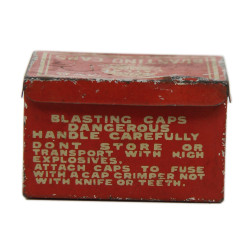 BLASTING CAPS
DANGEROUS
HANDLE CAREFULLY
DONT STORE OR
TRANSPORT WITH HIGH
EXPLOSIVES.
ATTACH CAPS TO FUSE
WITH A CAP CRIMPER NOT
WITH KNIFE OR TEETH.